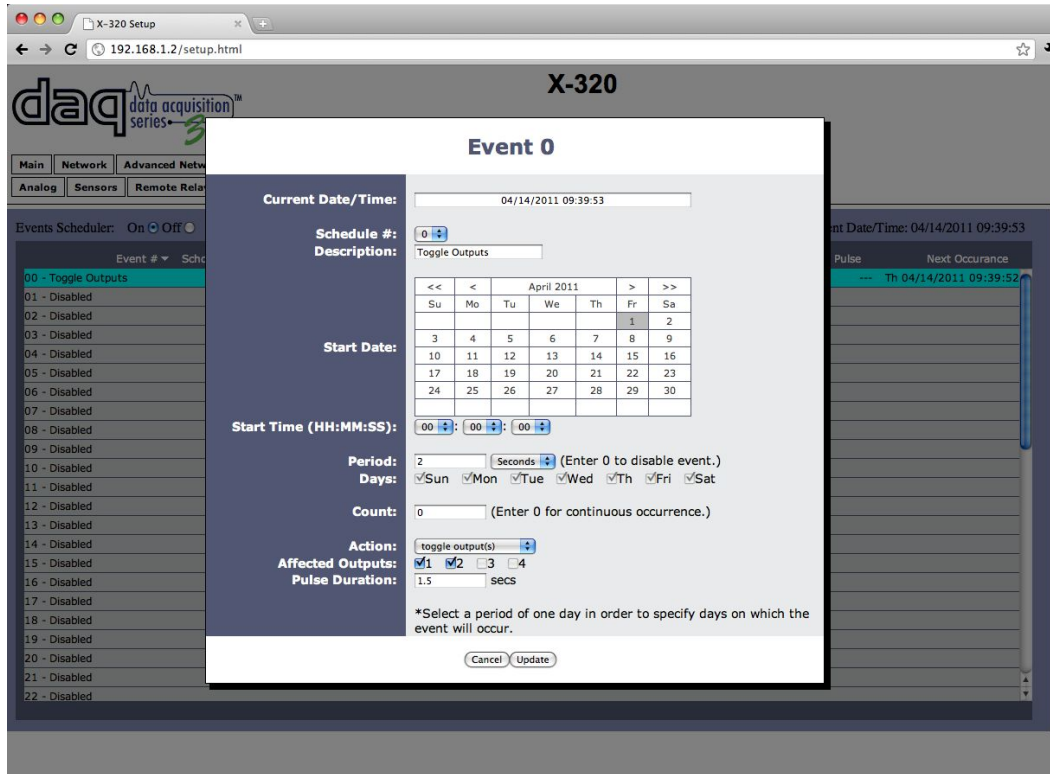 X-320 Setup
192.168.1.2/setup.html
daq data acquisition series 3 ™
X-320
Main Network Advanced Netw
Analog Sensors Remote Rela
Events Scheduler: On Off
nt Date/Time: 04/14/2011 09:39:53
Event # Sch
Pulse Next Occurance
00 - Toggle Outputs
--- Th 04/14/2011 09:39:52
01 - Disabled
02 - Disabled
03 - Disabled
04 - Disabled
05 - Disabled
06 - Disabled
07 - Disabled
08 - Disabled
09 - Disabled
10 - Disabled
11 - Disabled
12 - Disabled
13 - Disabled
14 - Disabled
15 - Disabled
16 - Disabled
17 - Disabled
18 - Disabled
19 - Disabled
20 - Disabled
21 - Disabled
22 - Disabled
Event 0
Current Date/Time: 04/14/2011 09:39:53
Schedule #: 0
Description: Toggle Outputs
Start Date:
<< < April 2011 > >>
Su Mo Tu We Th Fr Sa
1 2
3 4 5 6 7 8 9
10 11 12 13 14 15 16
17 18 19 20 21 22 23
24 25 26 27 28 29 30
Start Time (HH:MM:SS): 00 : 00 : 00
Period: 2 Seconds (Enter 0 to disable event.)
Days: Sun Mon Tue Wed Th Fri Sat
Count: 0 (Enter 0 for continuous occurrence.)
Action: toggle output(s)
Affected Outputs: 1 2 3 4
Pulse Duration: 1.5 secs
*Select a period of one day in order to specify days on which the
event will occur.
Cancel Update